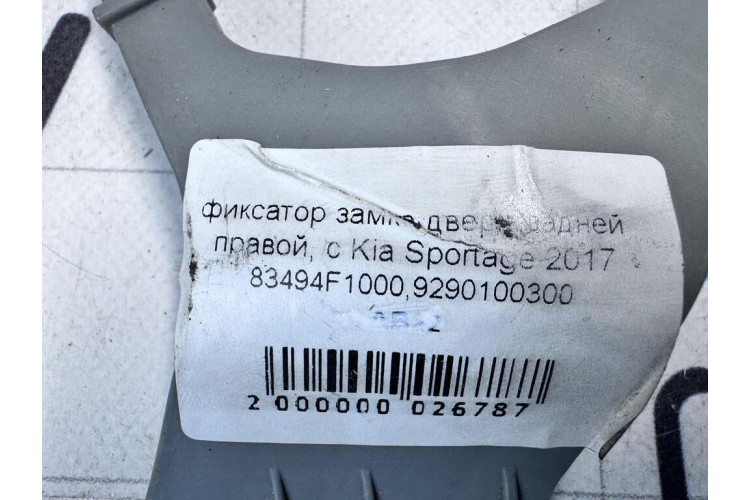 фиксатор замка двери задней
правой, с Kia Sportage 2017
83494F1000,9290100300
2 000000 026787